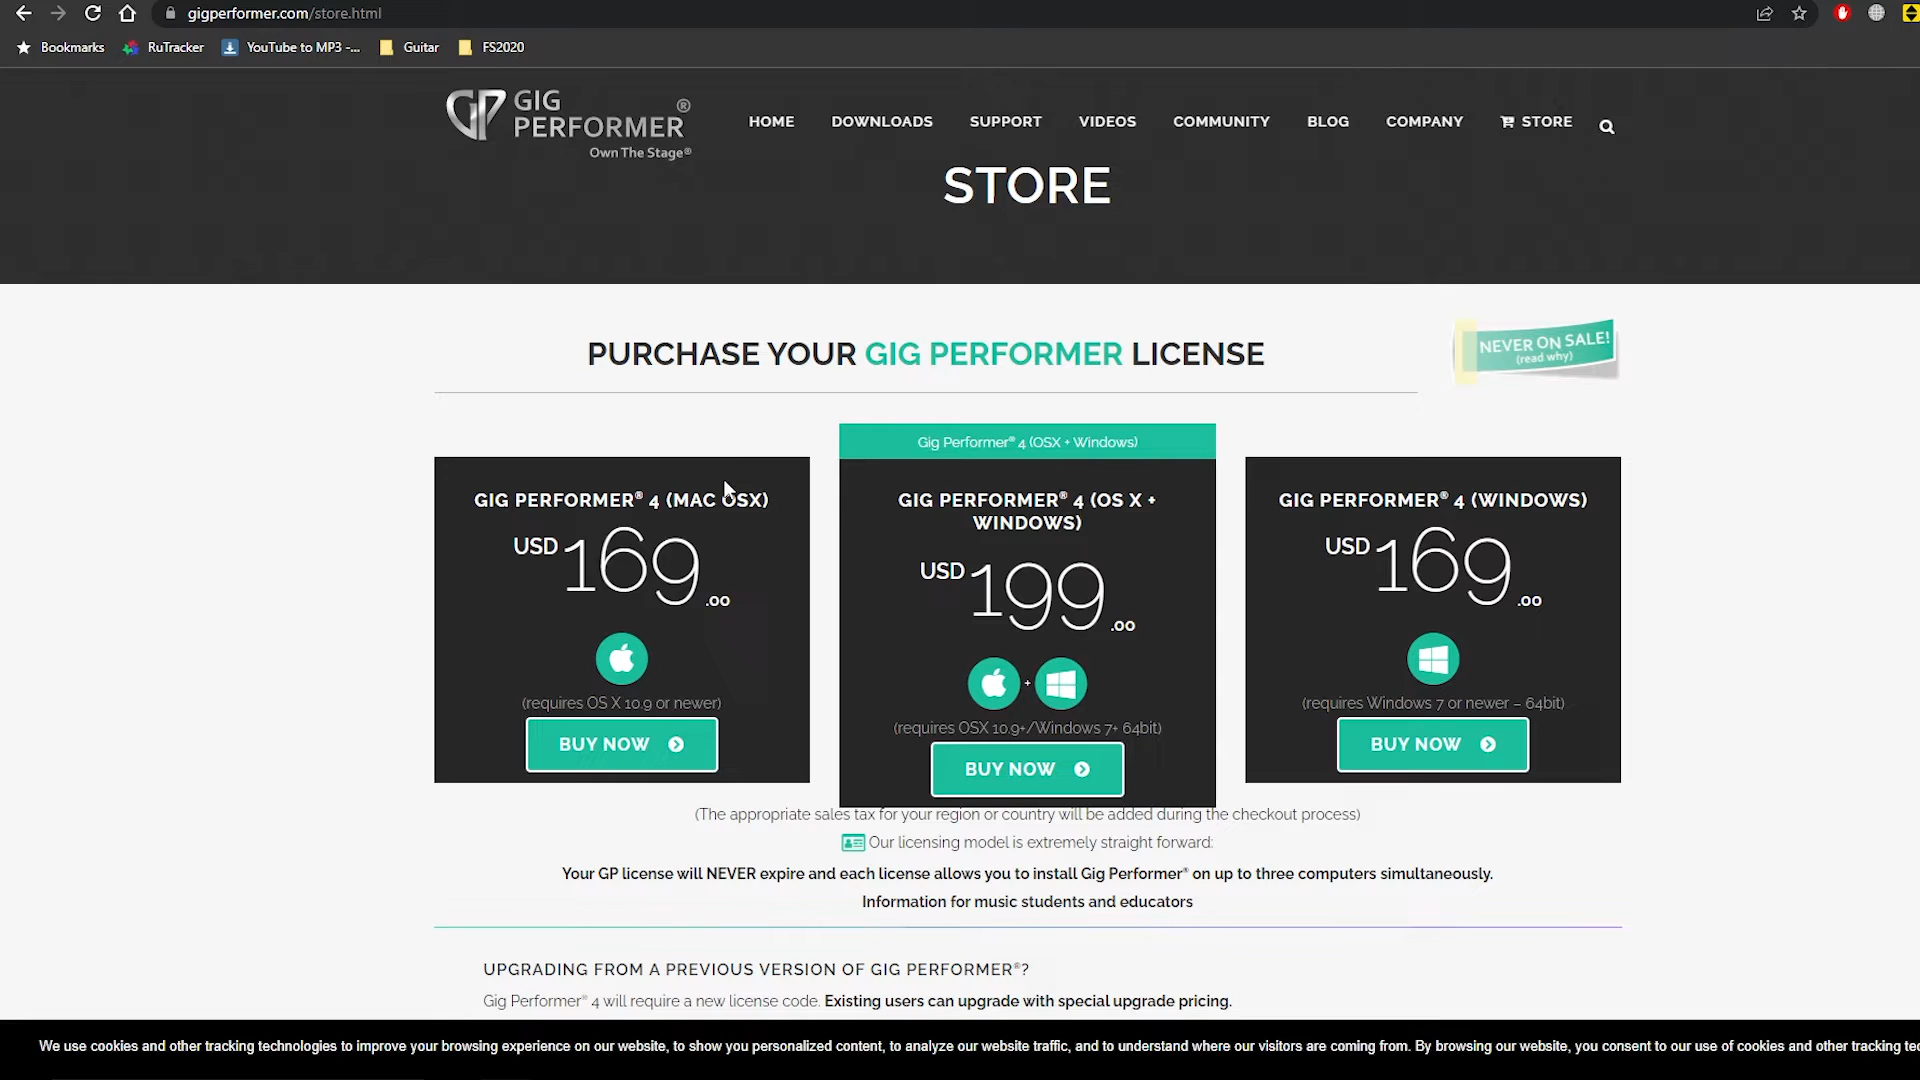 gigperformer.com/store.html
Bookmarks RuTracker YouTube to MP3 -... Guitar FS2020
GP GIG PERFORMER®
Own The Stage®
HOME DOWNLOADS SUPPORT VIDEOS COMMUNITY BLOG COMPANY STORE
STORE
PURCHASE YOUR GIG PERFORMER LICENSE
NEVER ON SALE!
(read why)
Gig Performer® 4 (OSX + Windows)
GIG PERFORMER® 4 (MAC OSX)
USD 169.00
(requires OS X 10.9 or newer)
BUY NOW
GIG PERFORMER® 4 (OS X +
WINDOWS)
USD 199.00
+
(requires OSX 10.9+/Windows 7+ 64bit)
BUY NOW
GIG PERFORMER® 4 (WINDOWS)
USD 169.00
(requires Windows 7 or newer – 64bit)
BUY NOW
(The appropriate sales tax for your region or country will be added during the checkout process)
Our licensing model is extremely straight forward:
Your GP license will NEVER expire and each license allows you to install Gig Performer® on up to three computers simultaneously.
Information for music students and educators
UPGRADING FROM A PREVIOUS VERSION OF GIG PERFORMER®?
Gig Performer® 4 will require a new license code. Existing users can upgrade with special upgrade pricing.
We use cookies and other tracking technologies to improve your browsing experience on our website, to show you personalized content, to analyze our website traffic, and to understand where our visitors are coming from. By browsing our website, you consent to our use of cookies and other tracking tec